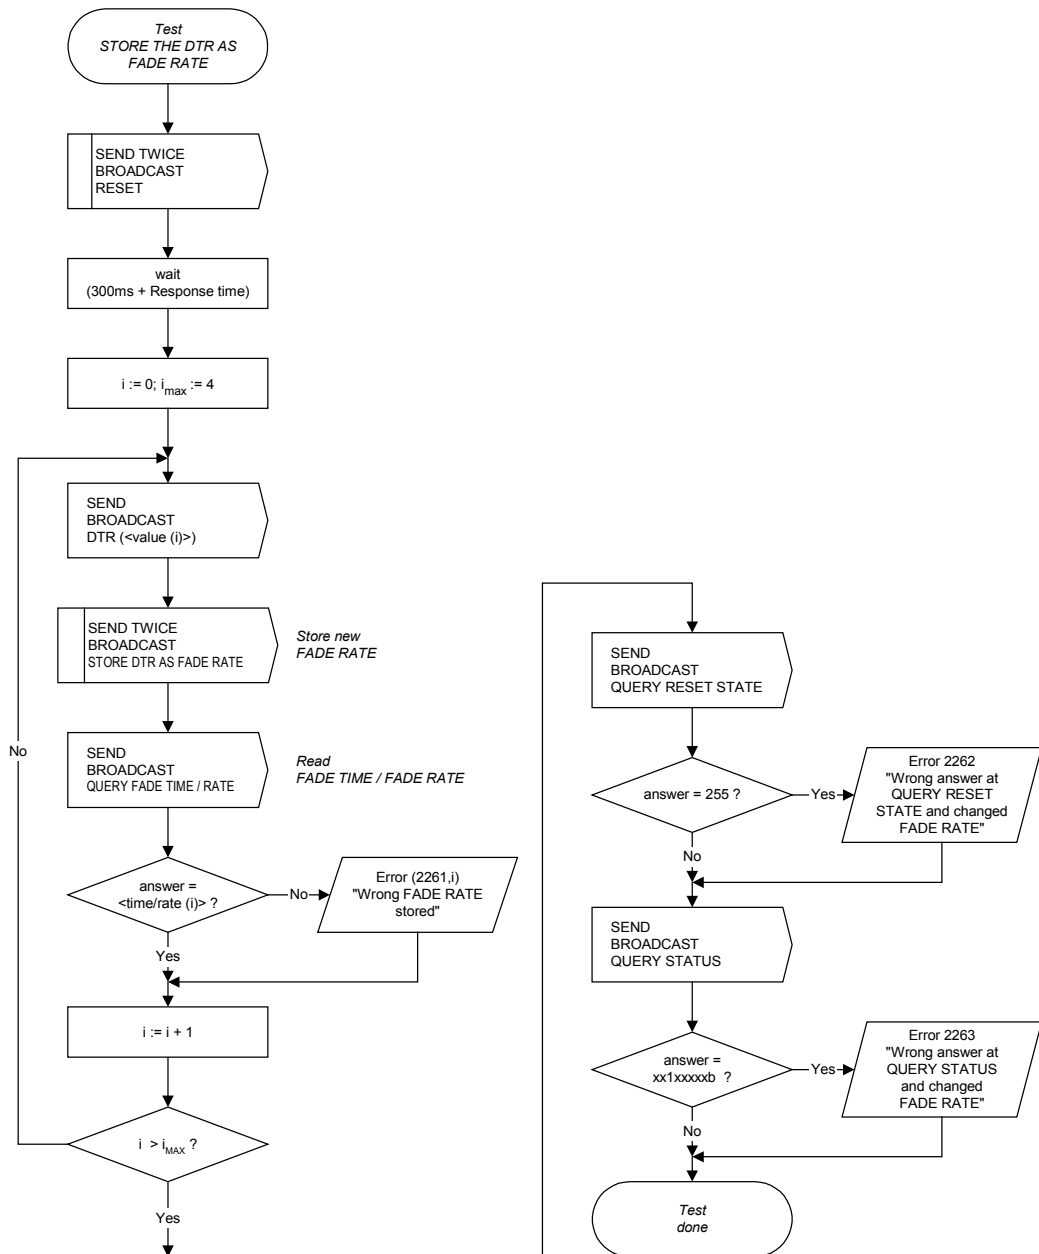 Test
STORE THE DTR AS
FADE RATE
SEND TWICE
BROADCAST
RESET
wait
(300ms + Response time)
i := 0; imax := 4
SEND
BROADCAST
DTR (<value (i)>)
SEND TWICE
BROADCAST
STORE DTR AS FADE RATE
Store new
FADE RATE
No
SEND
BROADCAST
QUERY FADE TIME / RATE
Read
FADE TIME / FADE RATE
answer =
<time/rate (i)> ?
No
Error (2261,i)
"Wrong FADE RATE
stored"
Yes
i := i + 1
i > iMAX ?
Yes
SEND
BROADCAST
QUERY RESET STATE
answer = 255 ?
Yes
Error 2262
"Wrong answer at
QUERY RESET
STATE and changed
FADE RATE"
No
SEND
BROADCAST
QUERY STATUS
answer =
xx1xxxxxb ?
Yes
Error 2263
"Wrong answer at
QUERY STATUS
and changed
FADE RATE"
No
Test
done